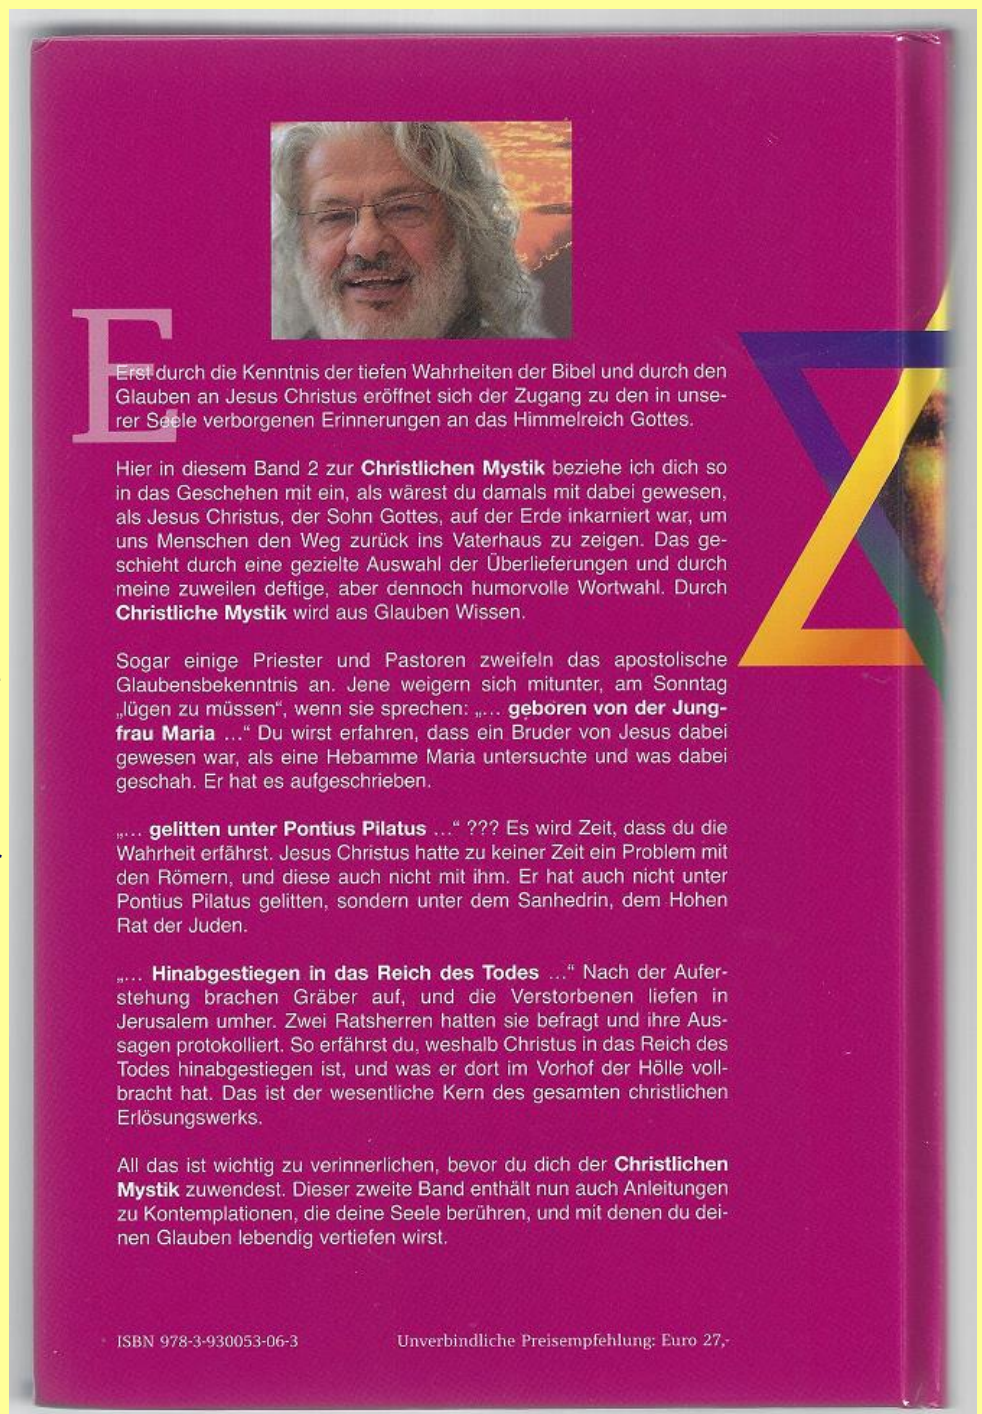 Erst durch die Kenntnis der tiefen Wahrheiten der Bibel und durch den
Glauben an Jesus Christus eröffnet sich der Zugang zu den in unse-
rer Seele verborgenen Erinnerungen an das Himmelreich Gottes.
Hier in diesem Band 2 zur Christlichen Mystik beziehe ich dich so
in das Geschehen mit ein, als wärest du damals mit dabei gewesen,
als Jesus Christus, der Sohn Gottes, auf der Erde inkarniert war, um
uns Menschen den Weg zurück ins Vaterhaus zu zeigen. Das ge-
schieht durch eine gezielte Auswahl der Überlieferungen und durch
meine zuweilen deftige, aber dennoch humorvolle Wortwahl. Durch
Christliche Mystik wird aus Glauben Wissen.
Sogar einige Priester und Pastoren zweifeln das apostolische
Glaubensbekenntnis an. Jene weigern sich mitunter, am Sonntag
„lügen zu müssen“, wenn sie sprechen: „... geboren von der Jung-
frau Maria ...“ Du wirst erfahren, dass ein Bruder von Jesus dabei
gewesen war, als eine Hebamme Maria untersuchte und was dabei
geschah. Er hat es aufgeschrieben.
„... gelitten unter Pontius Pilatus ...“ ??? Es wird Zeit, dass du die
Wahrheit erfährst. Jesus Christus hatte zu keiner Zeit ein Problem mit
den Römern, und diese auch nicht mit ihm. Er hat auch nicht unter
Pontius Pilatus gelitten, sondern unter dem Sanhedrin, dem Hohen
Rat der Juden.
„... Hinabgestiegen in das Reich des Todes ...“ Nach der Aufer-
stehung brachen Gräber auf, und die Verstorbenen liefen in
Jerusalem umher. Zwei Ratsherren hatten sie befragt und ihre Aus-
sagen protokolliert. So erfährst du, weshalb Christus in das Reich des
Todes hinabgestiegen ist, und was er dort im Vorhof der Hölle voll-
bracht hat. Das ist der wesentliche Kern des gesamten christlichen
Erlösungswerks.
All das ist wichtig zu verinnerlichen, bevor du dich der Christlichen
Mystik zuwendest. Dieser zweite Band enthält nun auch Anleitungen
zu Kontemplationen, die deine Seele berühren, und mit denen du dei-
nen Glauben lebendig vertiefen wirst.
ISBN 978-3-930053-06-3 Unverbindliche Preisempfehlung: Euro 27,-